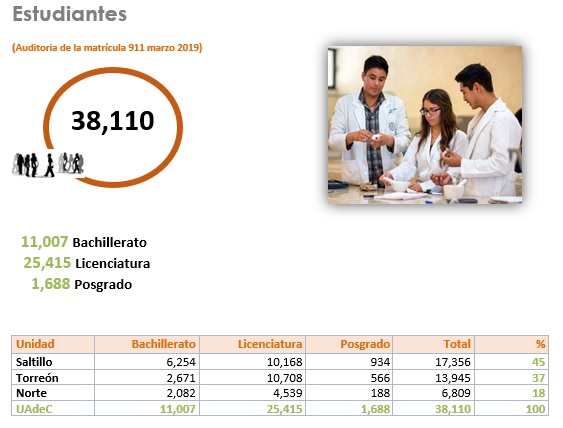 Estudiantes
(Auditoria de la matrícula 911 marzo 2019)
38,110
11,007 Bachillerato
25,415 Licenciatura
1,688 Posgrado
Unidad Bachillerato Licenciatura Posgrado Total %
Saltillo 6,254 10,168 934 17,356 45
Torreón 2,671 10,708 566 13,945 37
Norte 2,082 4,539 188 6,809 18
UAdeC 11,007 25,415 1,688 38,110 100